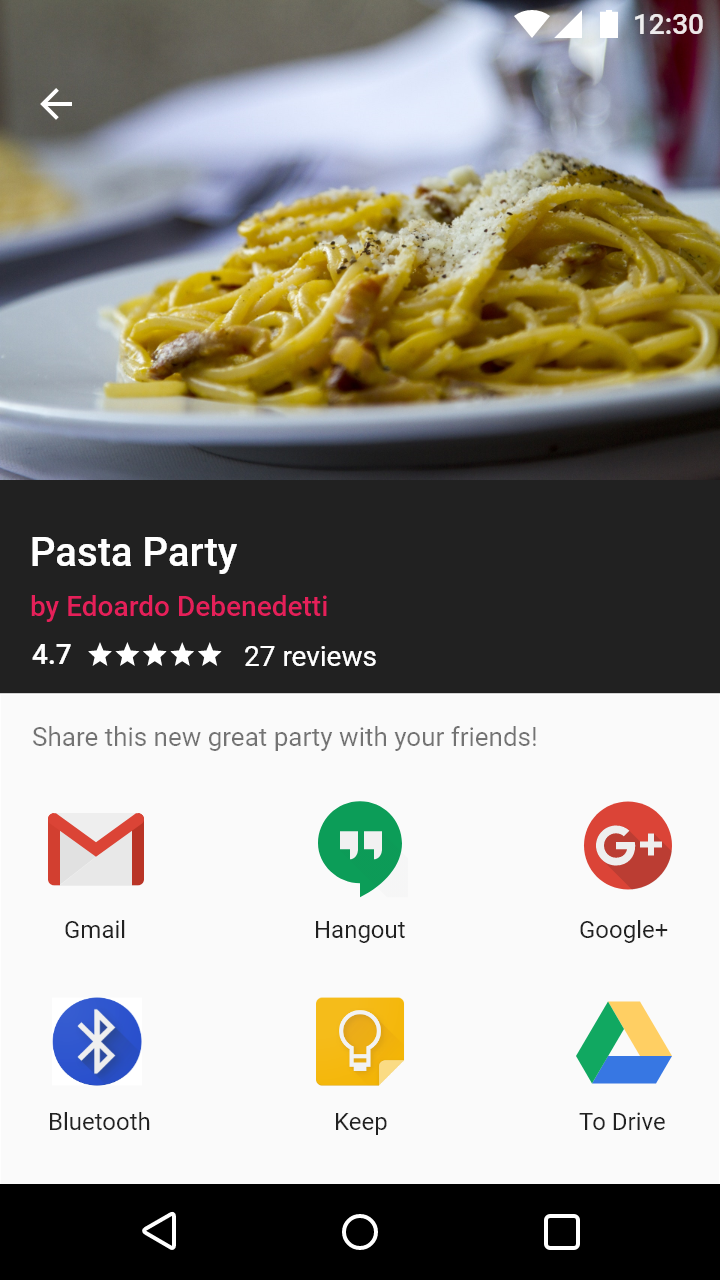 12:30
Pasta Party
by Edoardo Debenedetti
4.7 27 reviews
Share this new great party with your friends!
Gmail Hangout Google+
Bluetooth Keep To Drive